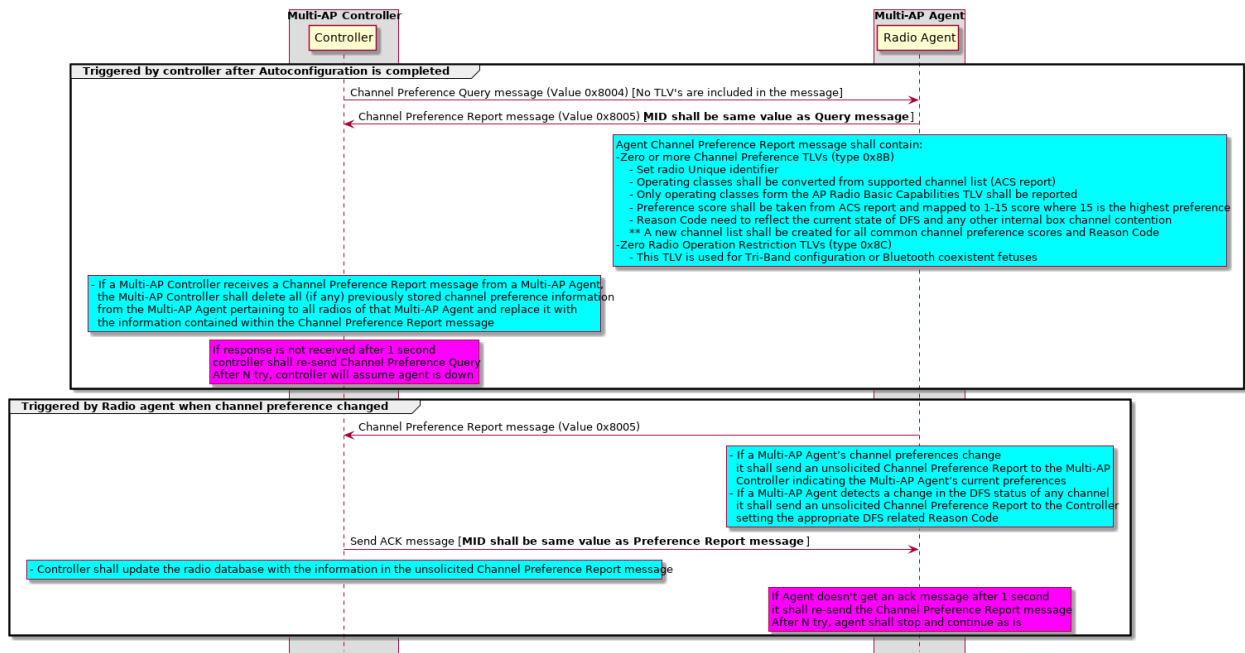 Multi-AP Controller
Multi-AP Agent
Controller
Radio Agent
Triggered by controller after Autoconfiguration is completed
Channel Preference Query message (Value 0x8004) [No TLV's are included in the message]
Channel Preference Report message (Value 0x8005) [MID shall be same value as Query message]
Agent Channel Preference Report message shall contain:
-Zero or more Channel Preference TLVs (type 0x8B)
- Set radio Unique identifier
- Operating classes shall be converted from supported channel list (ACS report)
- Only operating classes form the AP Radio Basic Capabilities TLV shall be reported
- Preference score shall be taken from ACS report and mapped to 1-15 score where 15 is the highest preference
- Reason Code need to reflect the current state of DFS and any other internal box channel contention
** A new channel list shall be created for all common channel preference scores and Reason Code
-Zero Radio Operation Restriction TLVs (type 0x8C)
- This TLV is used for Tri-Band configuration or Bluetooth coexistent fetuses
- If a Multi-AP Controller receives a Channel Preference Report message from a Multi-AP Agent,
the Multi-AP Controller shall delete all (if any) previously stored channel preference information
from the Multi-AP Agent pertaining to all radios of that Multi-AP Agent and replace it with
the information contained within the Channel Preference Report message
If response is not received after 1 second
controller shall re-send Channel Preference Query
After N try, controller will assume agent is down
Triggered by Radio agent when channel preference changed
Channel Preference Report message (Value 0x8005)
- If a Multi-AP Agent's channel preferences change
it shall send an unsolicited Channel Preference Report to the Multi-AP
Controller indicating the Multi-AP Agent's current preferences
- If a Multi-AP Agent detects a change in the DFS status of any channel
it shall send an unsolicited Channel Preference Report to the Controller
setting the appropriate DFS related Reason Code
Send ACK message [MID shall be same value as Preference Report message]
- Controller shall update the radio database with the information in the unsolicited Channel Preference Report message
If Agent doesn't get an ack message after 1 second
it shall re-send the Channel Preference Report message
After N try, agent shall stop and continue as is